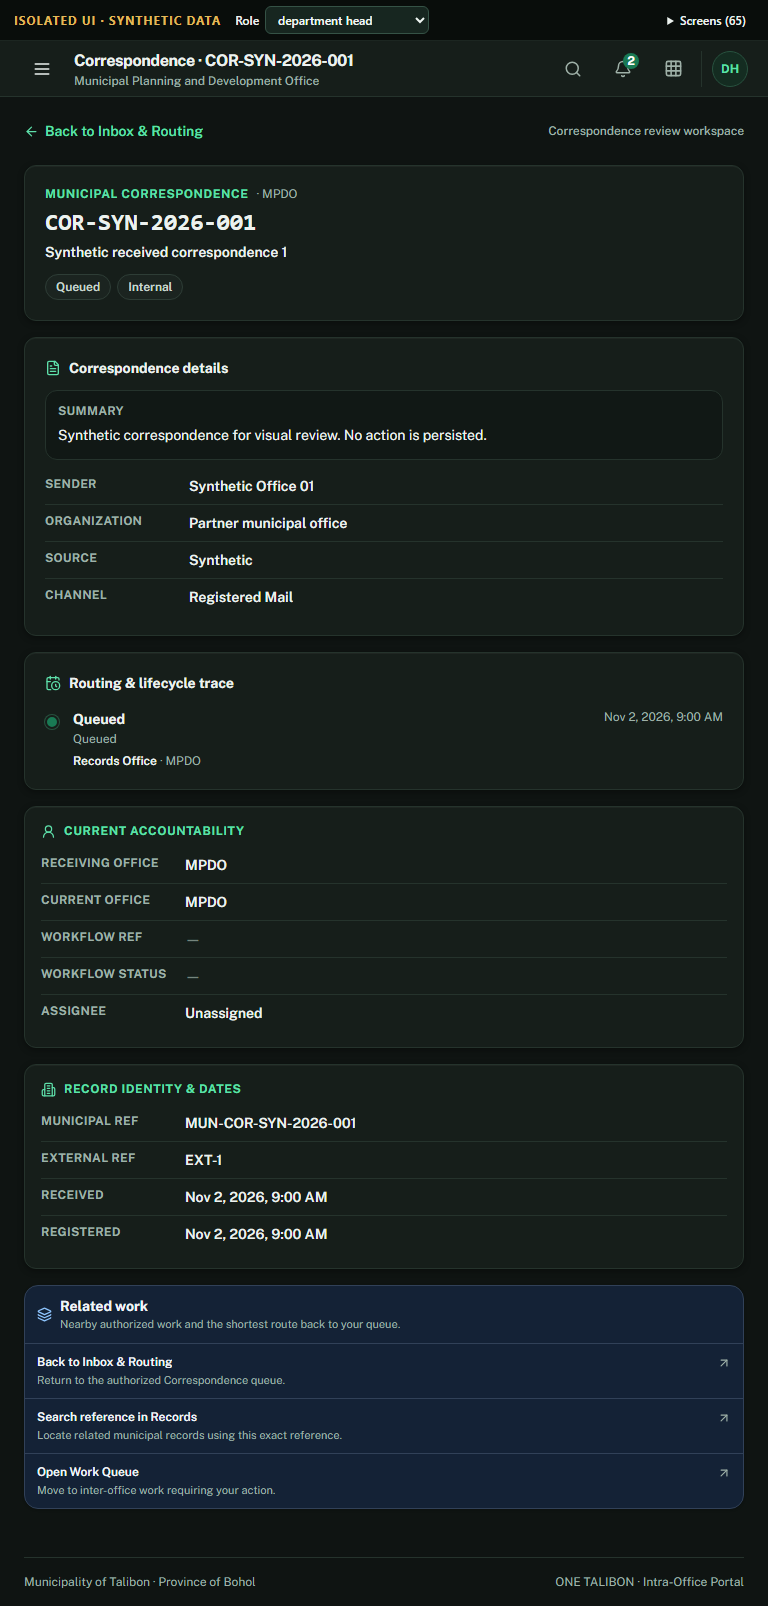 ISOLATED UI · SYNTHETIC DATA Role department head ▶ Screens (65)
Correspondence · COR-SYN-2026-001
Municipal Planning and Development Office
2
DH
← Back to Inbox & Routing Correspondence review workspace
MUNICIPAL CORRESPONDENCE · MPDO
COR-SYN-2026-001
Synthetic received correspondence 1
Queued Internal
Correspondence details
SUMMARY
Synthetic correspondence for visual review. No action is persisted.
SENDER Synthetic Office 01
ORGANIZATION Partner municipal office
SOURCE Synthetic
CHANNEL Registered Mail
Routing & lifecycle trace
Queued Nov 2, 2026, 9:00 AM
Queued
Records Office · MPDO
CURRENT ACCOUNTABILITY
RECEIVING OFFICE MPDO
CURRENT OFFICE MPDO
WORKFLOW REF —
WORKFLOW STATUS —
ASSIGNEE Unassigned
RECORD IDENTITY & DATES
MUNICIPAL REF MUN-COR-SYN-2026-001
EXTERNAL REF EXT-1
RECEIVED Nov 2, 2026, 9:00 AM
REGISTERED Nov 2, 2026, 9:00 AM
Related work
Nearby authorized work and the shortest route back to your queue.
Back to Inbox & Routing
Return to the authorized Correspondence queue.
Search reference in Records
Locate related municipal records using this exact reference.
Open Work Queue
Move to inter-office work requiring your action.
Municipality of Talibon · Province of Bohol ONE TALIBON · Intra-Office Portal